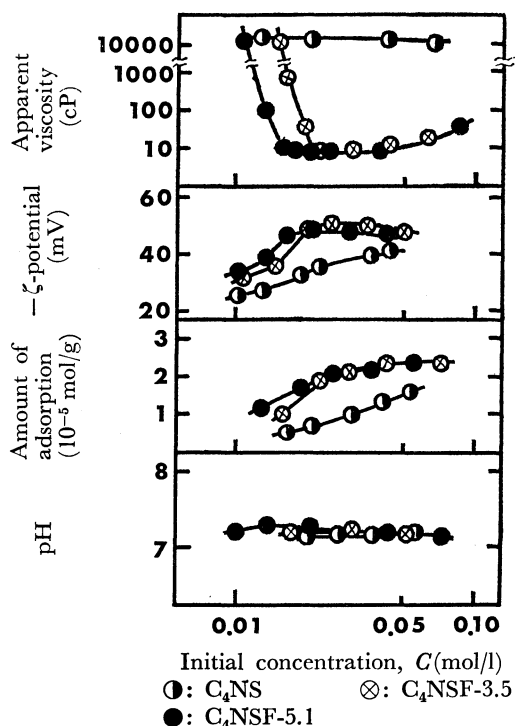 Apparent
viscosity
(cP)
10000
1000
100
10
−ζ-potential
(mV)
60
40
20
Amount of
adsorption
(10⁻⁵ mol/g)
3
2
1
pH
8
7
0.01 0.05 0.10
Initial concentration, C(mol/l)
◑: C₄NS ⊗: C₄NSF-3.5
●: C₄NSF-5.1